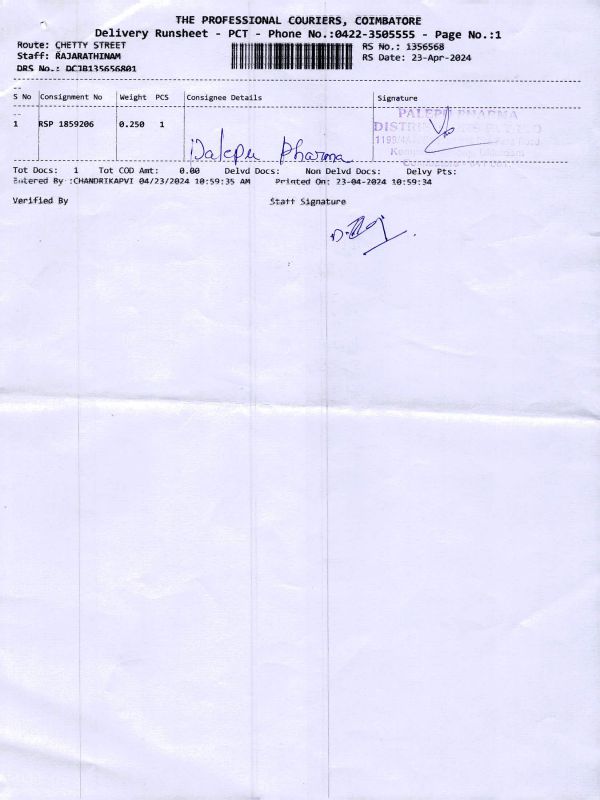 THE PROFESSIONAL COURIERS, COIMBATORE
Delivery Runsheet - PCT - Phone No.:0422-3505555 - Page No.:1
Route: CHETTY STREET
RS No.: 1356568
Staff: RAJARATHINAM
RS Date: 23-Apr-2024
DRS No.: DCJB135656801
S No Consignment No Weight PCS Consignee Details Signature
1 RSP 1859206 0.250 1
PALEPU PHARMA
Palepu Pharma
Tot Docs: 1 Tot COD Amt: 0.00 Delvd Docs: Non Delvd Docs: Delvy Pts:
Entered By :CHANDRIKAPVI 04/23/2024 10:59:35 AM Printed On: 23-04-2024 10:59:34
Verified By Staff Signature